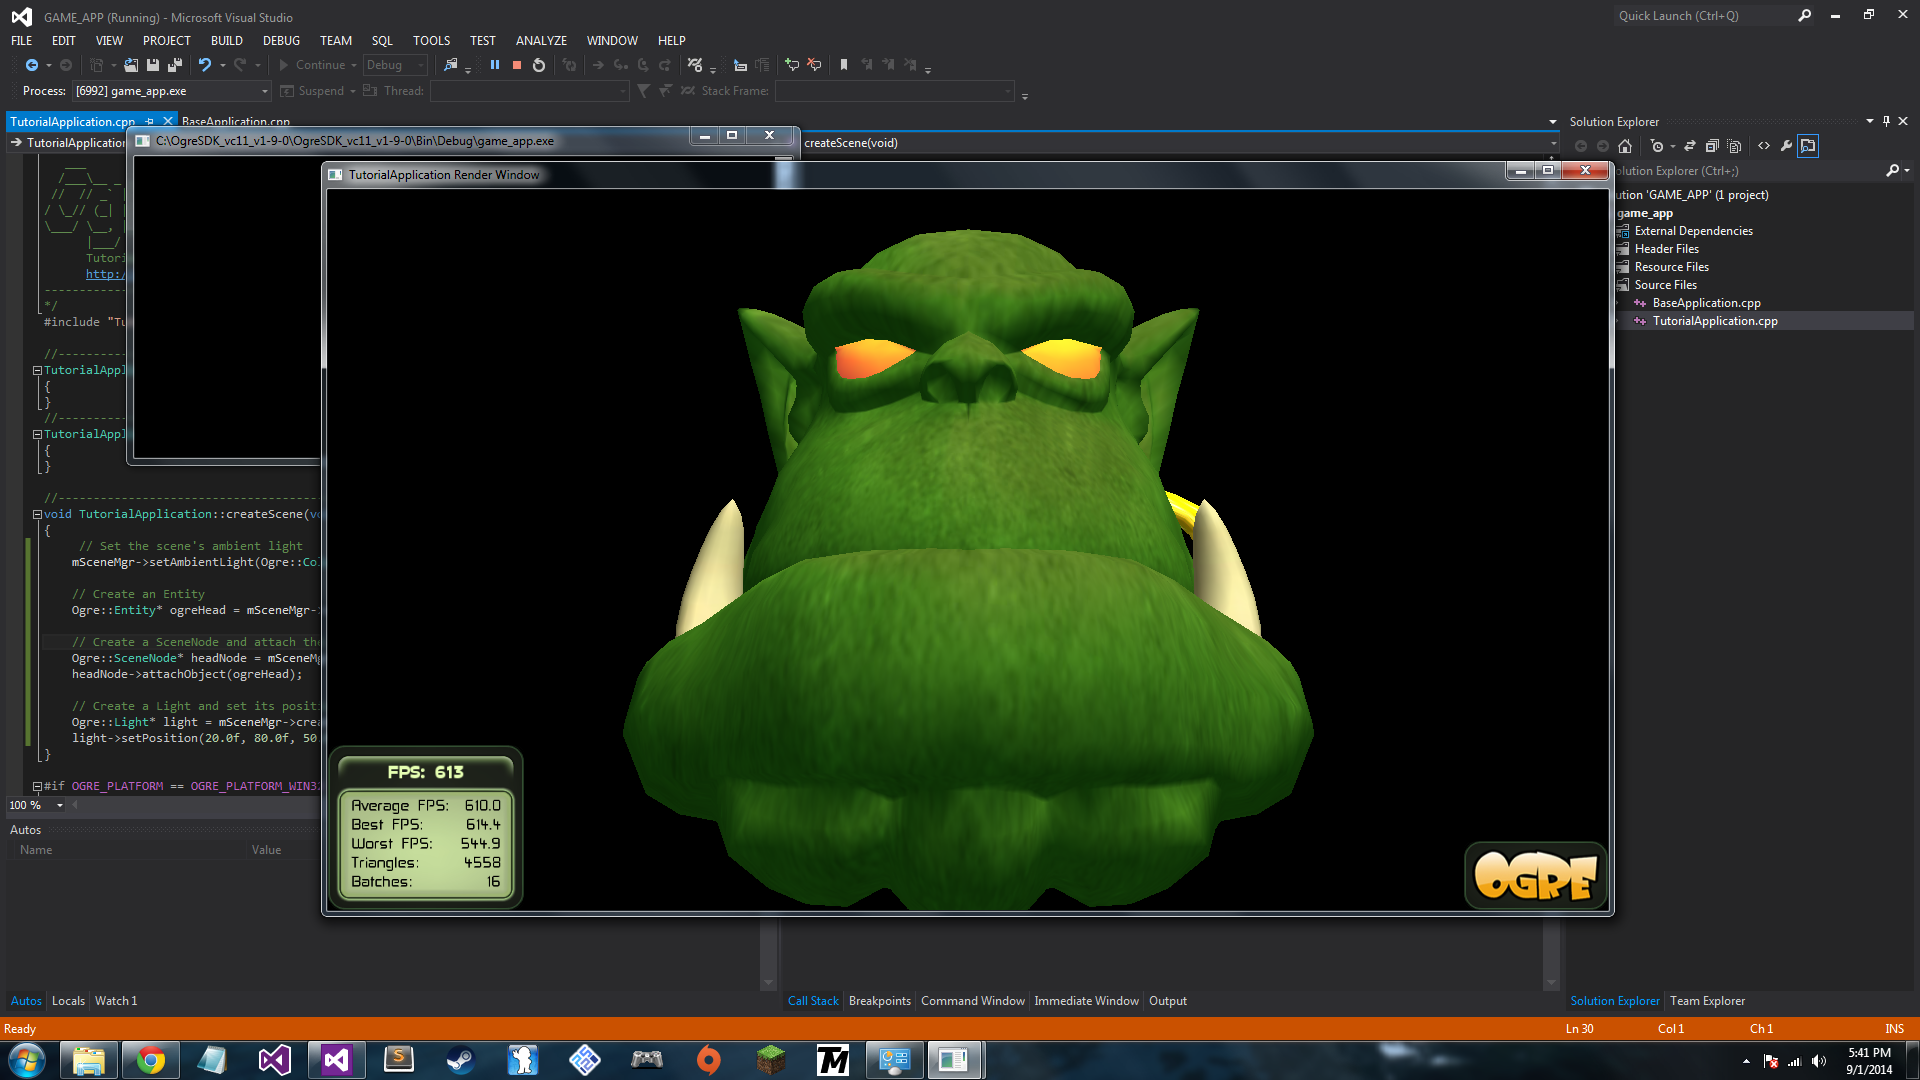 GAME_APP (Running) - Microsoft Visual Studio
Quick Launch (Ctrl+Q)
FILE EDIT VIEW PROJECT BUILD DEBUG TEAM SQL TOOLS TEST ANALYZE WINDOW HELP
Continue Debug
Process: [6992] game_app.exe Suspend Thread: Stack Frame:
TutorialApplication.cpp BaseApplication.cpp
C:\OgreSDK_vc11_v1-9-0\OgreSDK_vc11_v1-9-0\Bin\Debug\game_app.exe
TutorialApplication
createScene(void)
TutorialApplication Render Window
Tutori
http:/
*/
#include "Tu
//----------
TutorialAppl
{
}
//----------
TutorialAppl
{
}
//--------------------------------------
void TutorialApplication::createScene(vo
{
// Set the scene's ambient light
mSceneMgr->setAmbientLight(Ogre::Co
// Create an Entity
Ogre::Entity* ogreHead = mSceneMgr->
// Create a SceneNode and attach the
Ogre::SceneNode* headNode = mSceneMg
headNode->attachObject(ogreHead);
// Create a Light and set its positi
Ogre::Light* light = mSceneMgr->crea
light->setPosition(20.0f, 80.0f, 50.
}
#if OGRE_PLATFORM == OGRE_PLATFORM_WIN32
100 %
FPS: 613
Average FPS: 610.0
Best FPS: 614.4
Worst FPS: 544.9
Triangles: 4558
Batches: 16
OGRE
Solution Explorer
olution Explorer (Ctrl+;)
ution 'GAME_APP' (1 project)
game_app
External Dependencies
Header Files
Resource Files
Source Files
BaseApplication.cpp
TutorialApplication.cpp
Autos
Name Value
Autos Locals Watch 1
Call Stack Breakpoints Command Window Immediate Window Output
Solution Explorer Team Explorer
Ready
Ln 30 Col 1 Ch 1 INS
S
TM
5:41 PM
9/1/2014